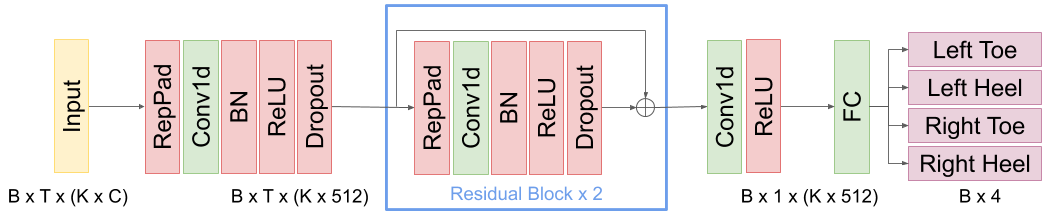 Input
RepPad
Conv1d
BN
ReLU
Dropout
RepPad
Conv1d
BN
ReLU
Dropout
Conv1d
ReLU
FC
Left Toe
Left Heel
Right Toe
Right Heel
B x T x (K x C)
B x T x (K x 512)
Residual Block x 2
B x 1 x (K x 512)
B x 4